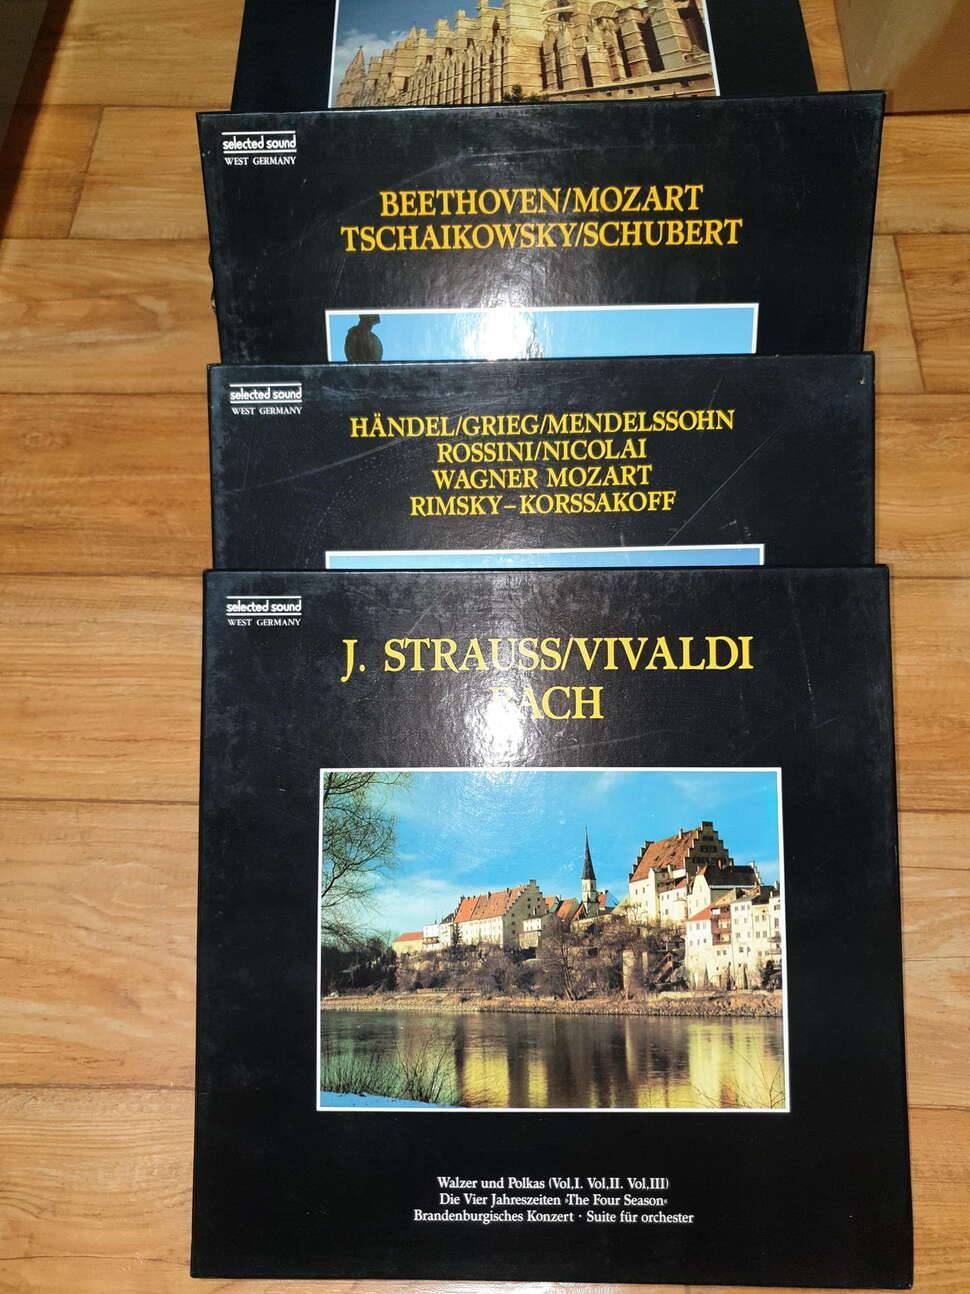 selected sound
WEST GERMANY
BEETHOVEN/MOZART
TSCHAIKOWSKY/SCHUBERT
selected sound
WEST GERMANY
HÄNDEL/GRIEG/MENDELSSOHN
ROSSINI/NICOLAI
WAGNER MOZART
RIMSKY–KORSSAKOFF
selected sound
WEST GERMANY
J. STRAUSS/VIVALDI
BACH
Walzer und Polkas (Vol,I. Vol,II. Vol,III)
Die Vier Jahreszeiten ›The Four Season‹
Brandenburgisches Konzert · Suite für orchester